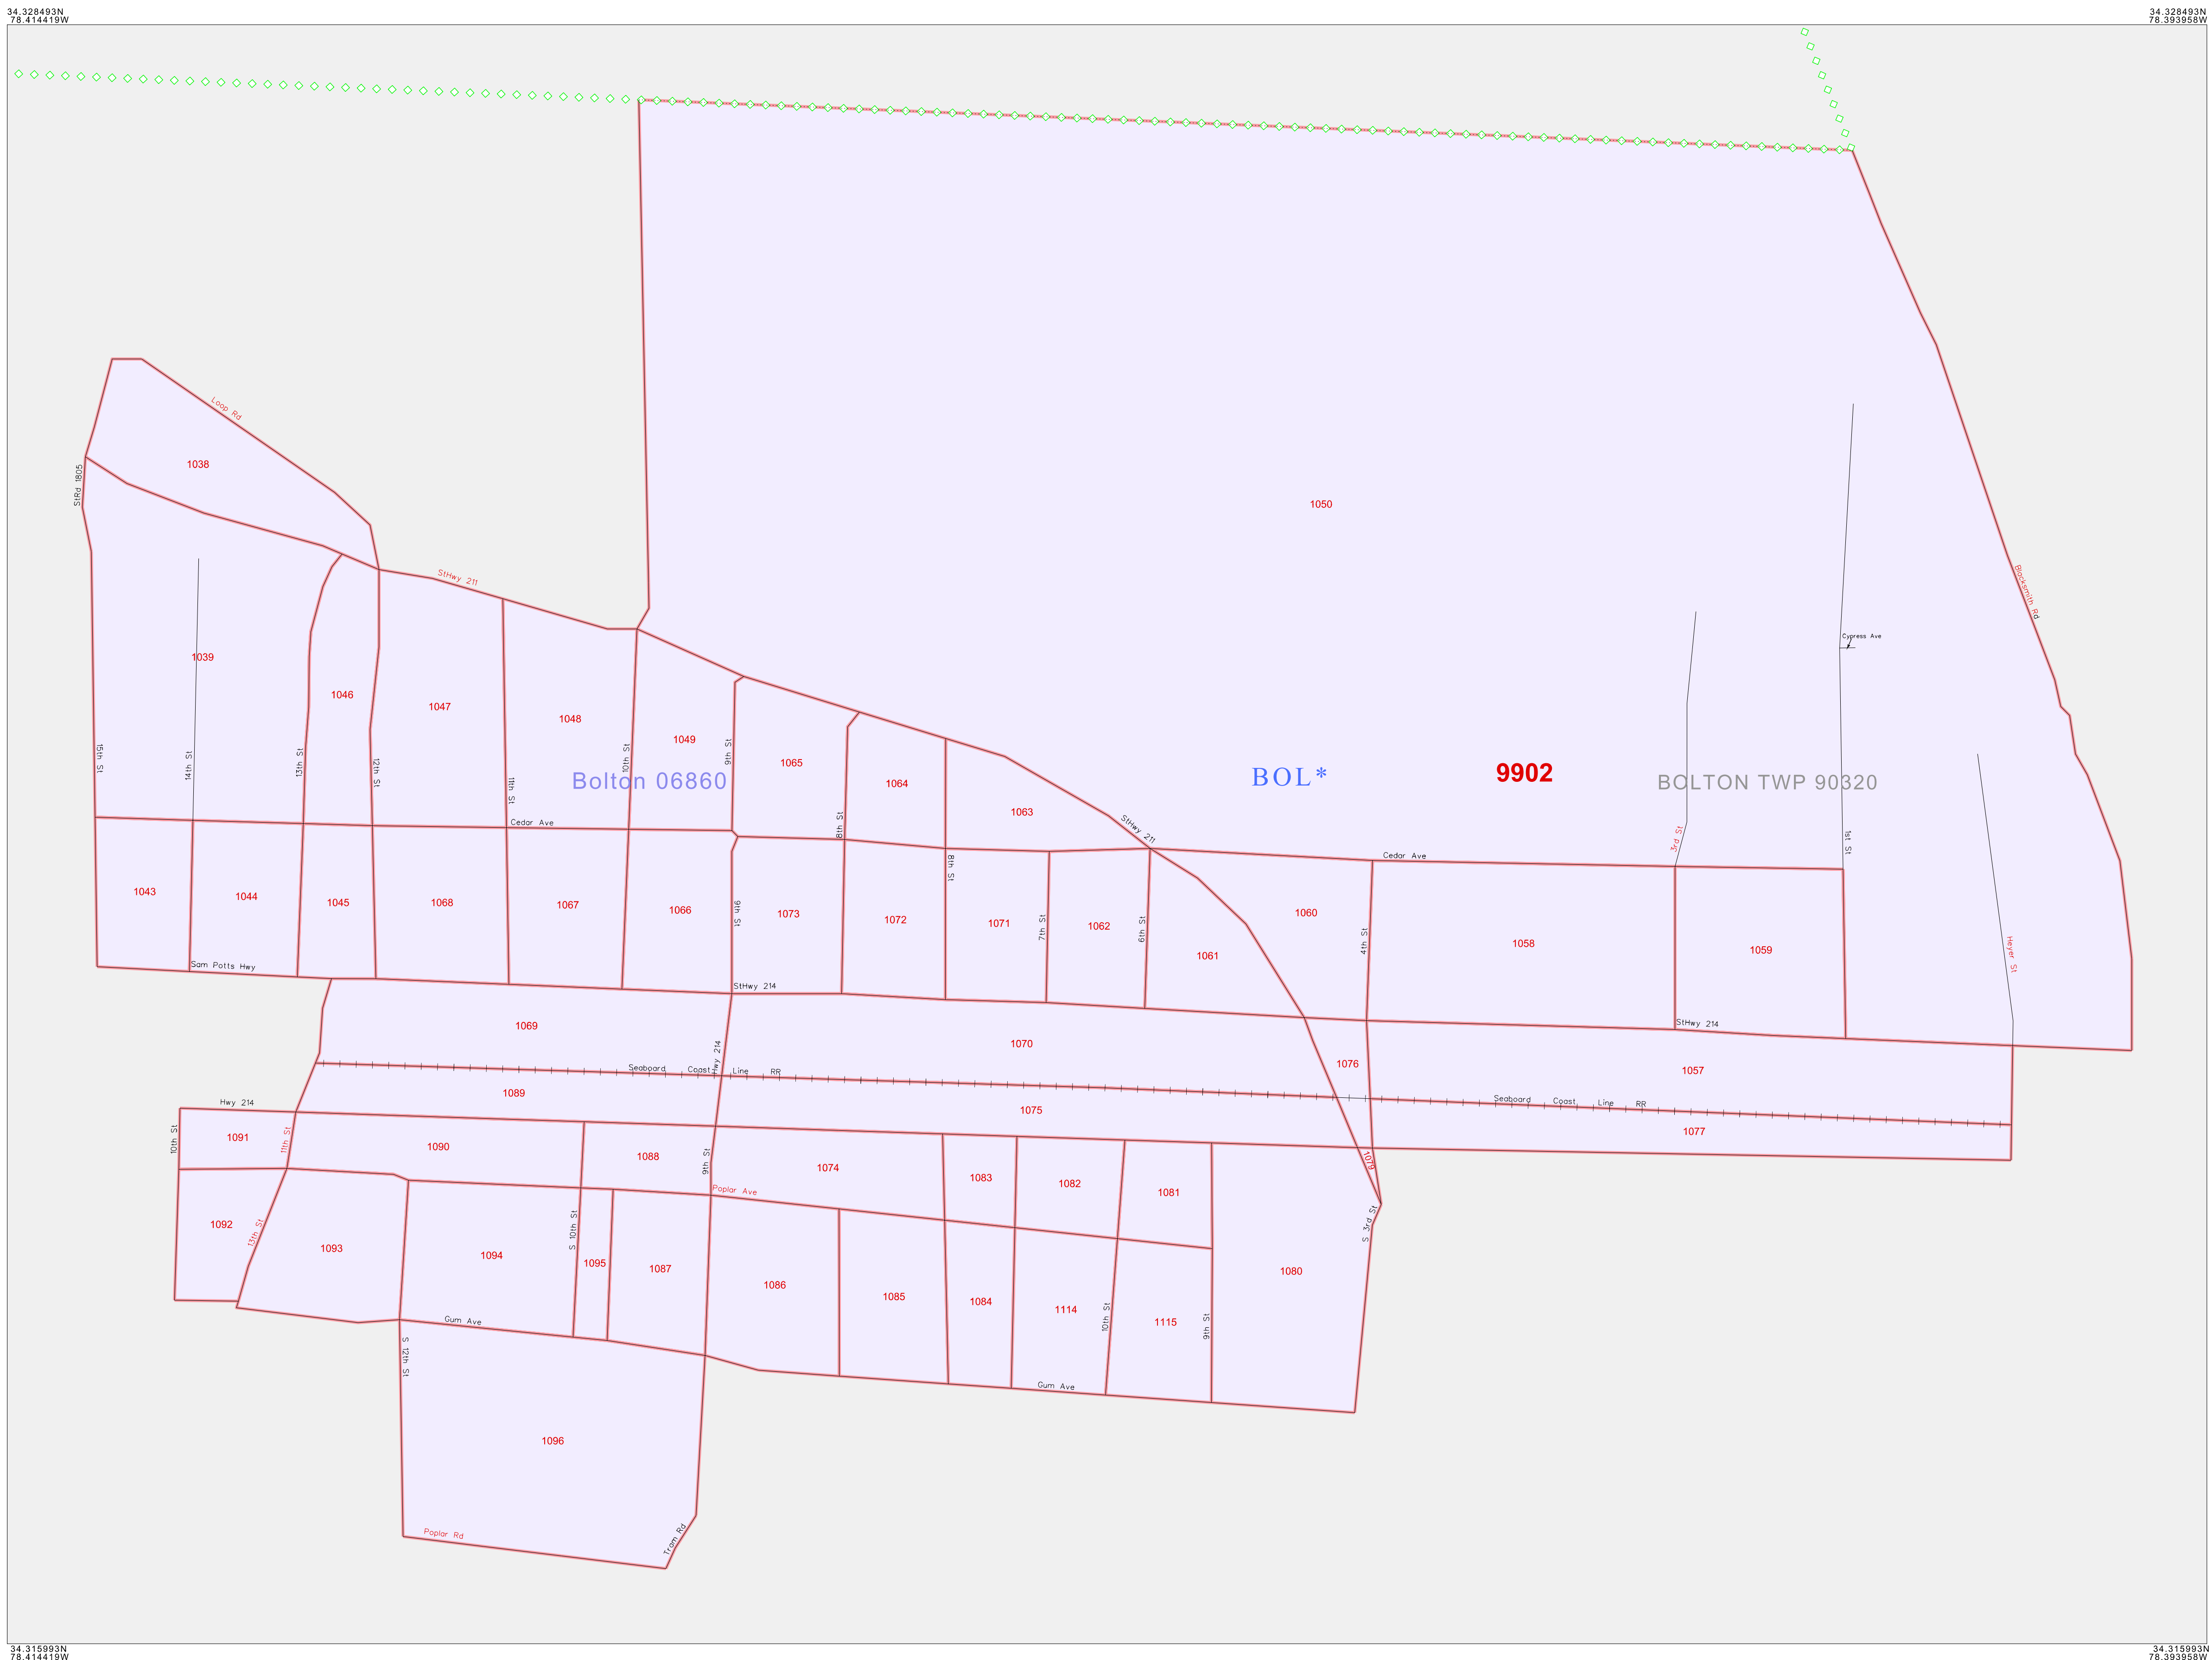 34.328493N
78.414419W
34.328493N
78.393958W
Loop Rd
1038
StRd 1805
1050
StHwy 211
Blacksmith Rd
Cypress Ave
1039
1046
1047
1048
1049
1065
1064
1063
15th St
14th St
13th St
12th St
11th St
10th St
9th St
8th St
Bolton 06860
BOL*
9902
BOLTON TWP 90320
StHwy 211
3rd St
1st St
Cedar Ave
Cedar Ave
8th St
1043
1044
1045
1068
1067
1066
9th St
1073
1072
1071
7th St
1062
6th St
1061
1060
4th St
1058
1059
Heyer St
Sam Potts Hwy
StHwy 214
StHwy 214
1069
1070
1076
1057
Hwy 214
Seaboard Coast Line RR
Seaboard Coast Line RR
1089
1075
1077
Hwy 214
10th St
1091
11th St
1090
1088
9th St
1074
1083
1082
1081
1079
Poplar Ave
1092
13th St
1093
1094
S 10th St
1095
1087
1086
1085
1084
1114
10th St
1115
9th St
1080
S 3rd St
Gum Ave
S 12th St
Gum Ave
1096
Poplar Rd
Tram Rd
34.315993N
78.414419W
34.315993N
78.393958W